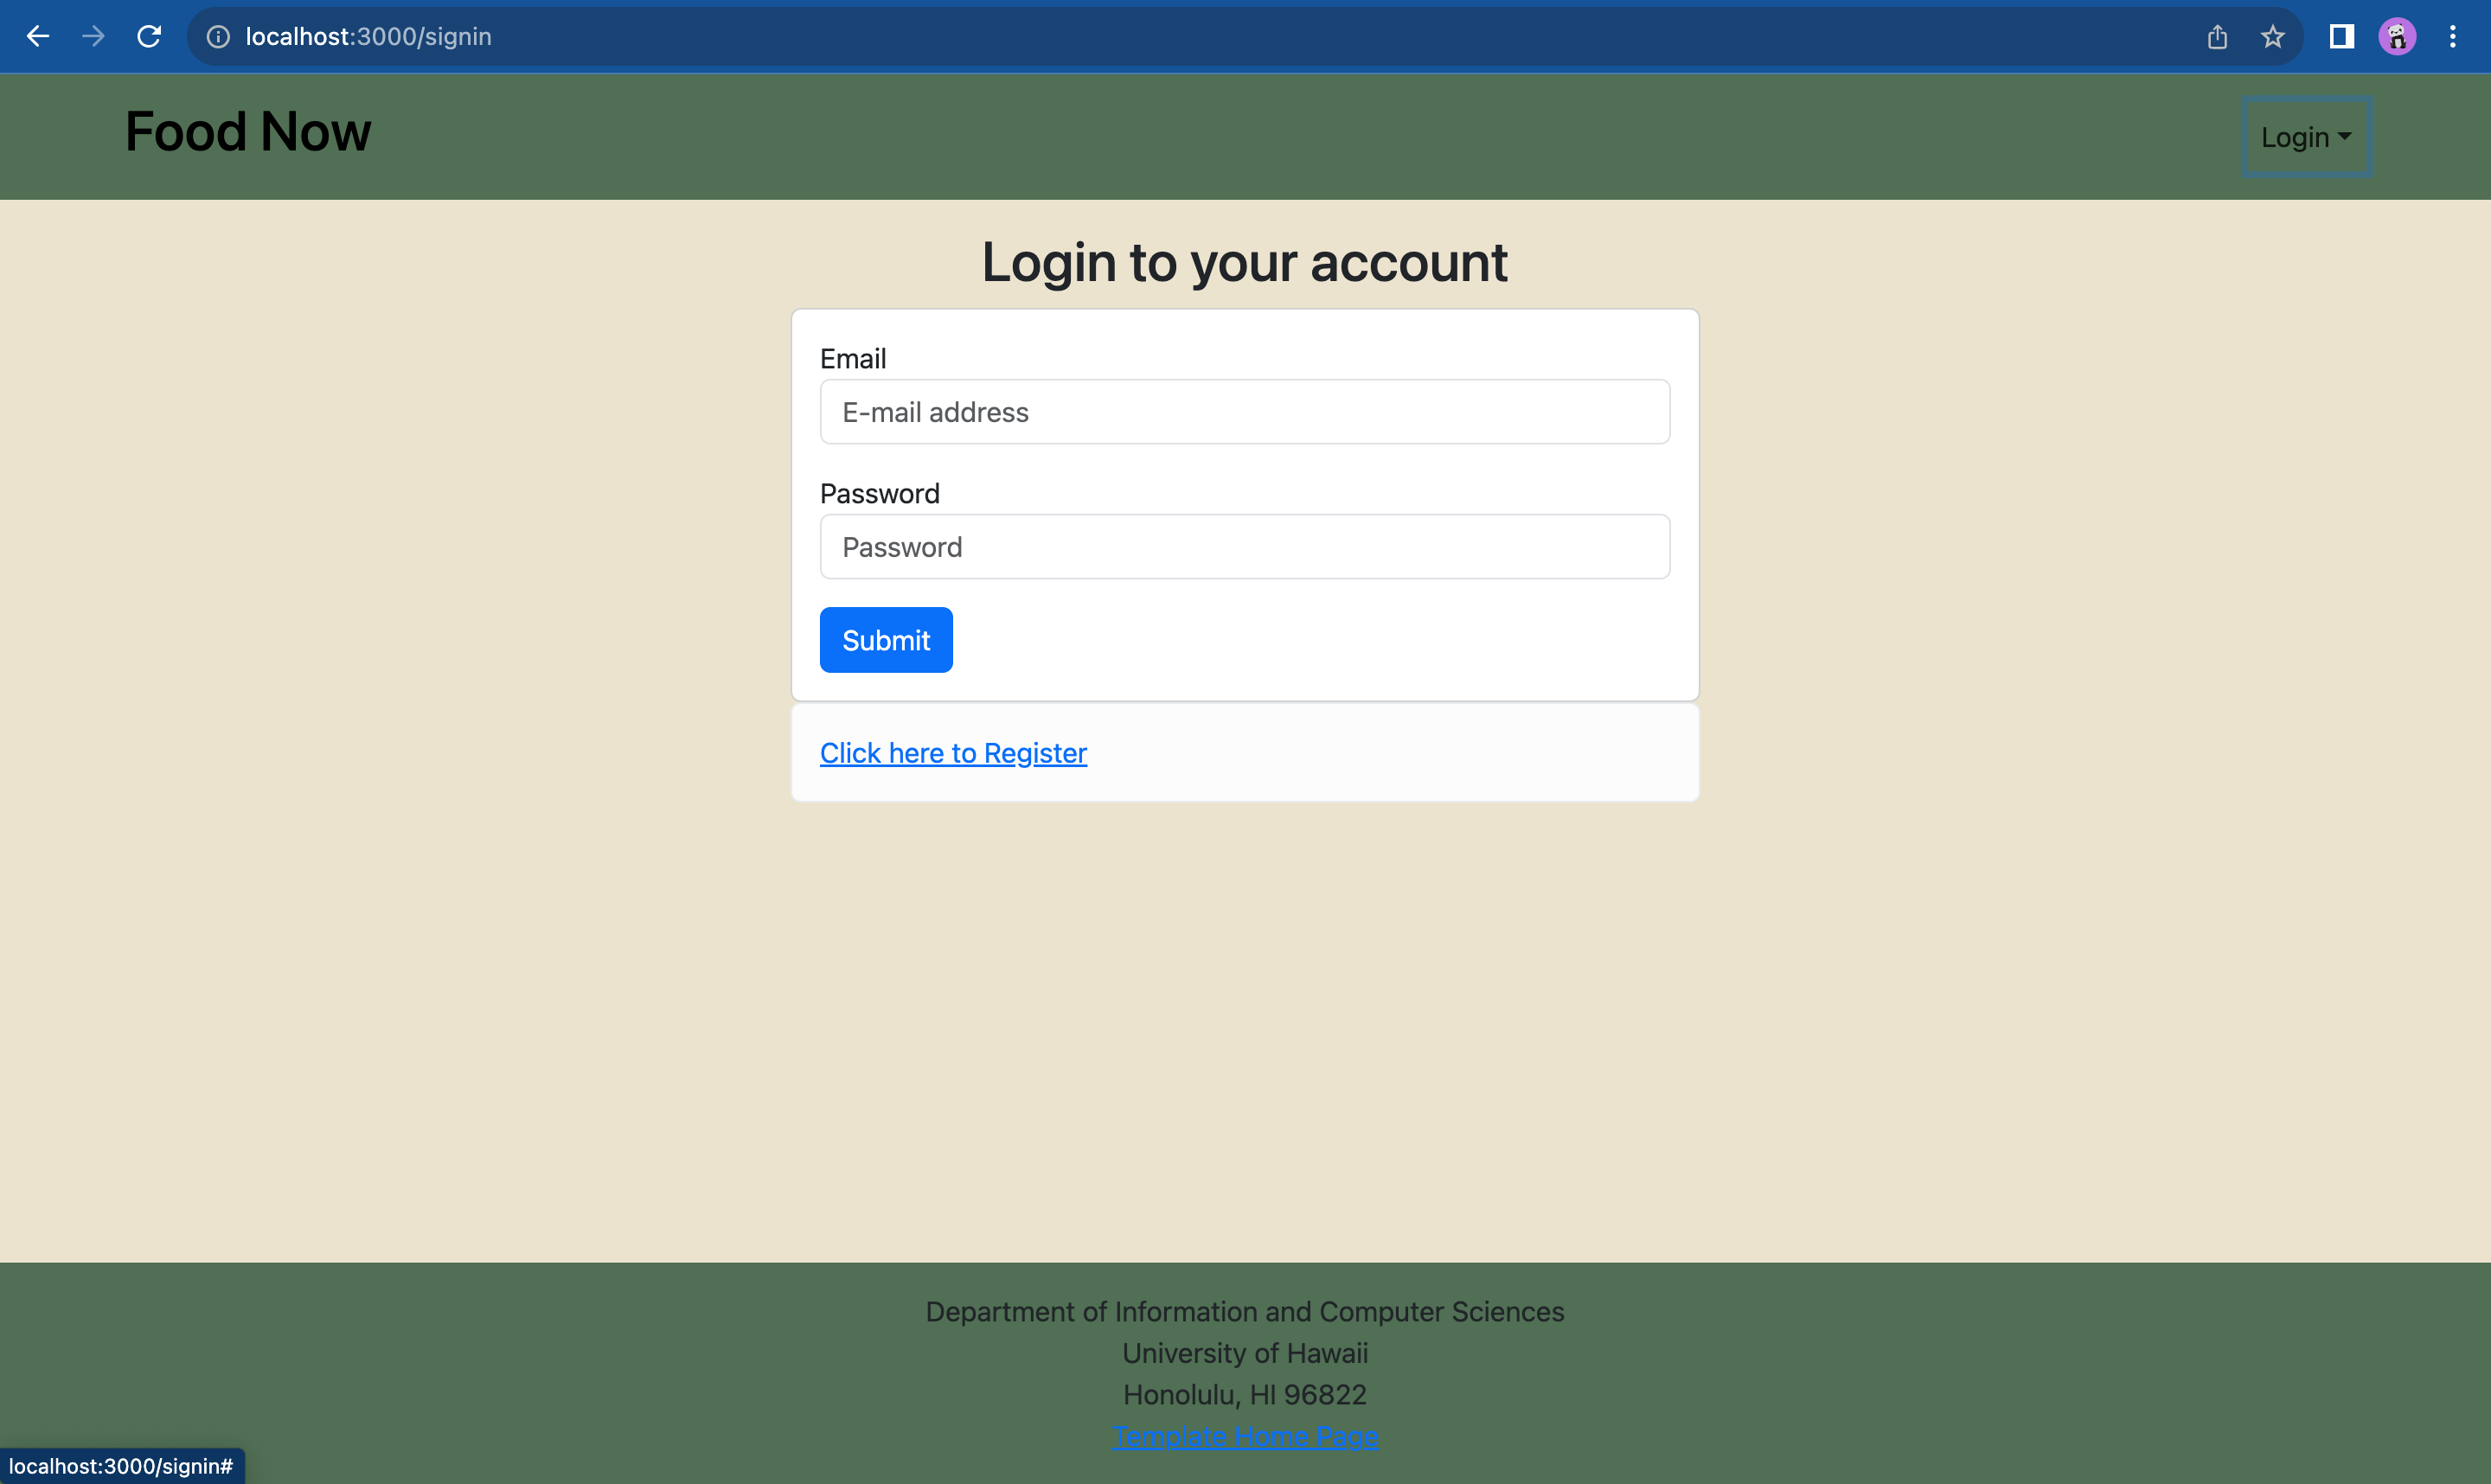 localhost:3000/signin
Food Now
Login
Login to your account
Email
E-mail address
Password
Password
Submit
Click here to Register
Department of Information and Computer Sciences
University of Hawaii
Honolulu, HI 96822
Template Home Page
localhost:3000/signin#